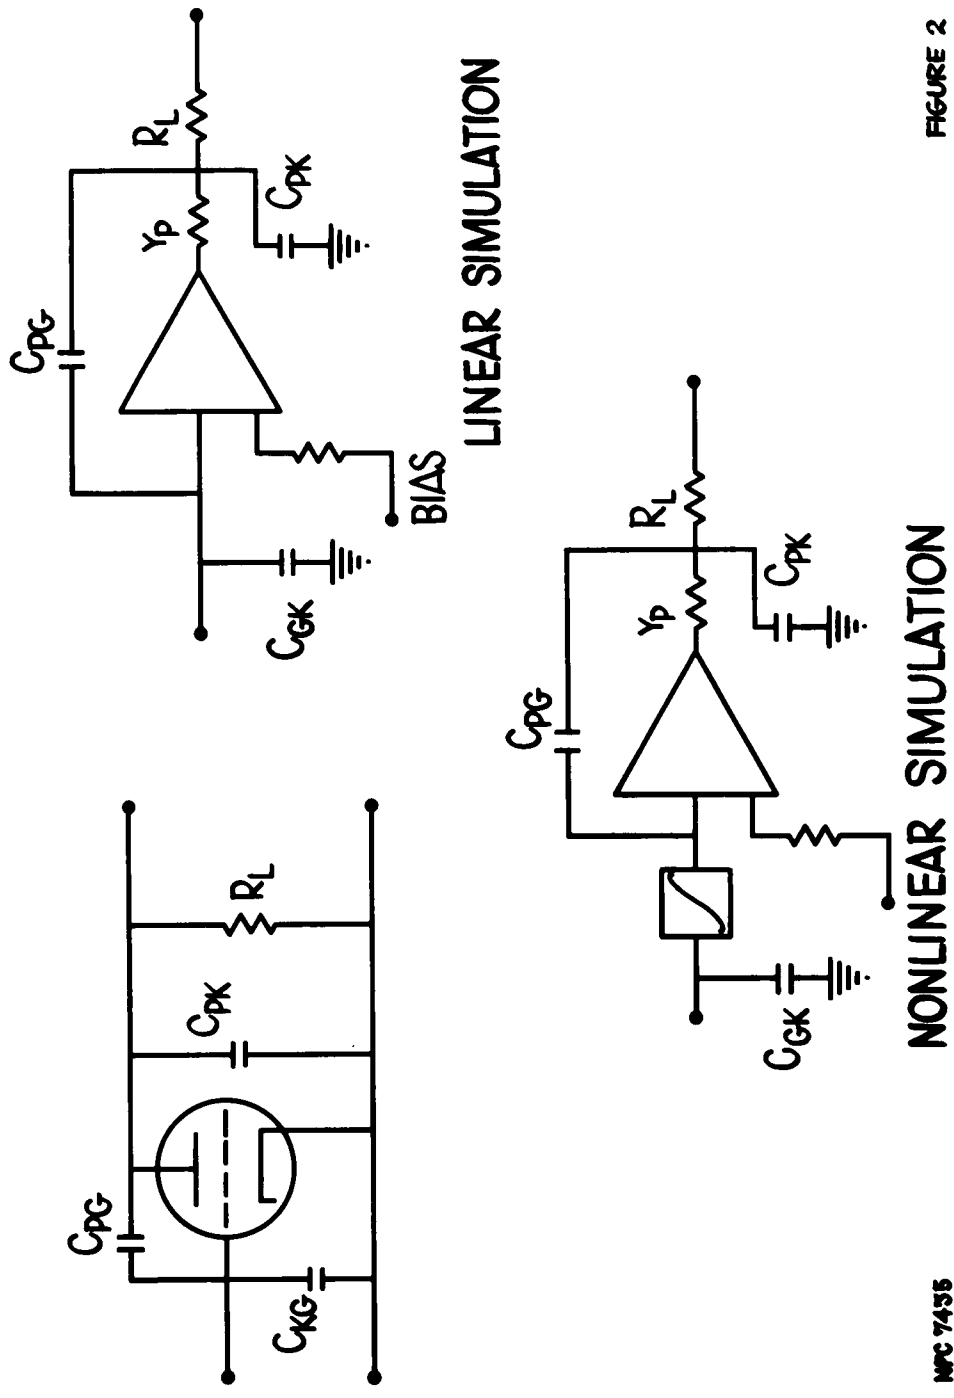 C_PG
C_KG
C_PK
R_L
C_PG
Y_P
R_L
C_PK
C_GK
BIAS
LINEAR SIMULATION
C_PG
Y_P
R_L
C_PK
C_GK
NONLINEAR SIMULATION
NPC 7435
FIGURE 2